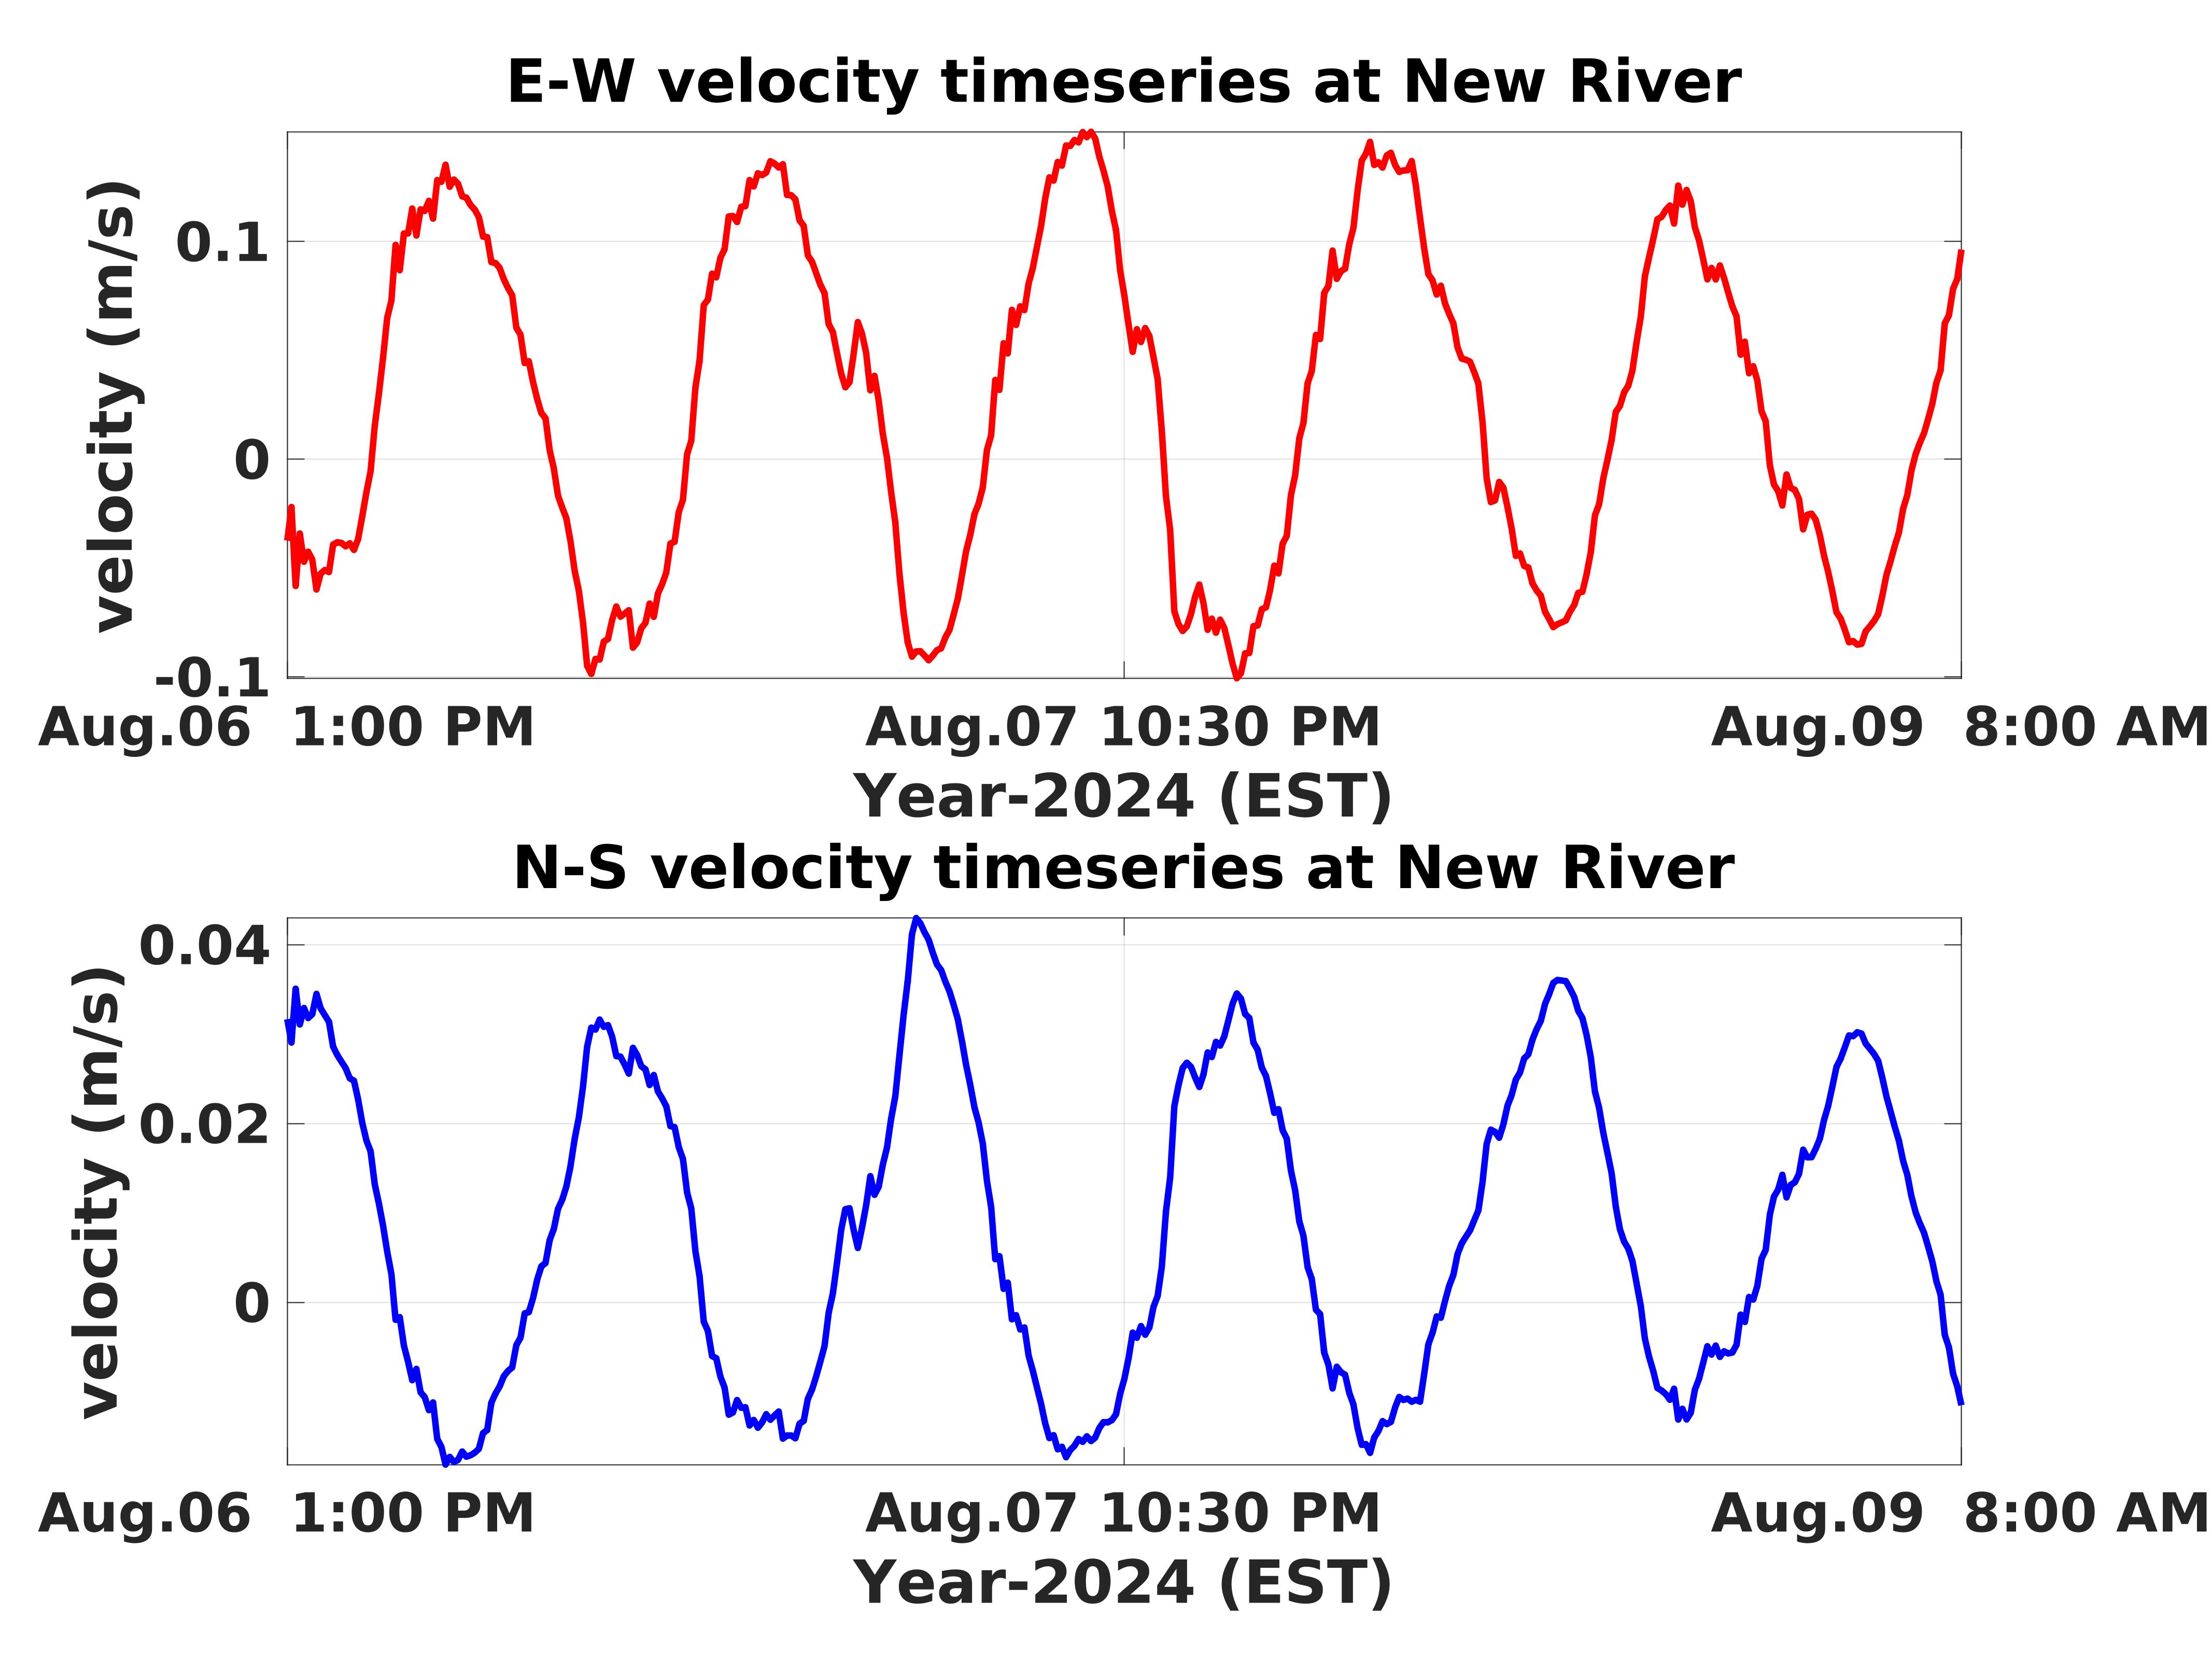 E-W velocity timeseries at New River
velocity (m/s)
0.1
0
-0.1
Aug.06 1:00 PM
Aug.07 10:30 PM
Aug.09 8:00 AM
Year-2024 (EST)
N-S velocity timeseries at New River
velocity (m/s)
0.04
0.02
0
Aug.06 1:00 PM
Aug.07 10:30 PM
Aug.09 8:00 AM
Year-2024 (EST)